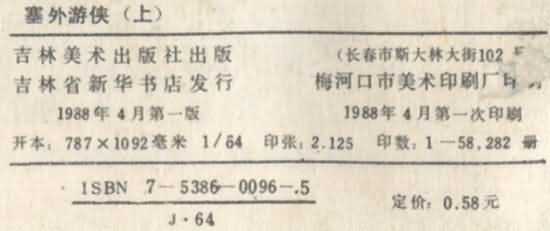 塞外游侠（上）
吉林美术出版社出版 （长春市斯大林大街102
吉林省新华书店发行 梅河口市美术印刷厂印
1988年4月第一版 1988年4月第一次印刷
开本：787×1092毫米 1/64 印张：2.125 印数：1—58,282 册
ISBN 7—5386—0096—.5
J·64
定价：0.58元